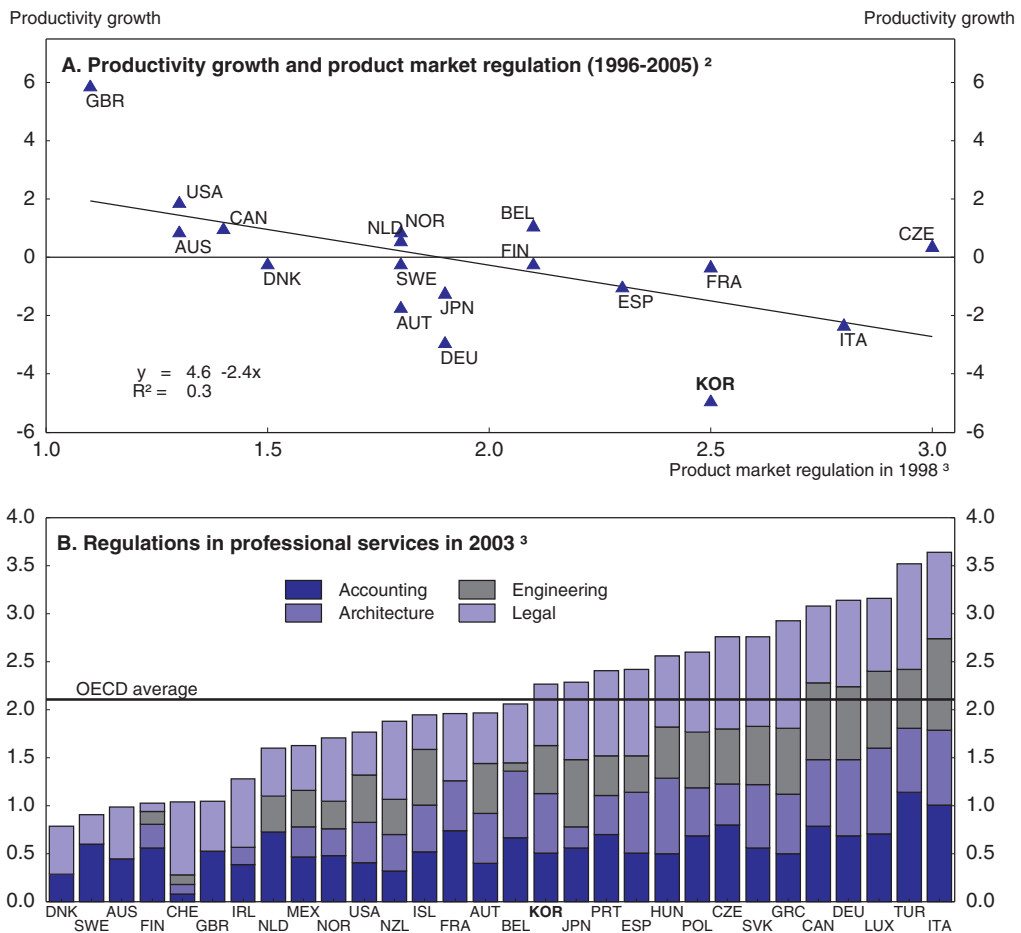 Productivity growth Productivity growth
A. Productivity growth and product market regulation (1996-2005) ²
6 6
GBR
4 4
USA
2 2
CAN
NLD NOR
BEL
AUS
CZE
FIN
0 0
DNK
SWE
FRA
JPN
ESP
-2 -2
AUT
ITA
DEU
y = 4.6 -2.4x
R² = 0.3
-4 -4
KOR
-6 -6
1.0 1.5 2.0 2.5 3.0
Product market regulation in 1998 ³
4.0 4.0
B. Regulations in professional services in 2003 ³
3.5 3.5
Accounting Engineering
Architecture Legal
3.0 3.0
2.5 2.5
OECD average
2.0 2.0
1.5 1.5
1.0 1.0
0.5 0.5
0.0 0.0
DNK AUS CHE IRL MEX USA ISL AUT KOR PRT HUN CZE GRC DEU TUR
SWE FIN GBR NLD NOR NZL FRA BEL JPN ESP POL SVK CAN LUX ITA